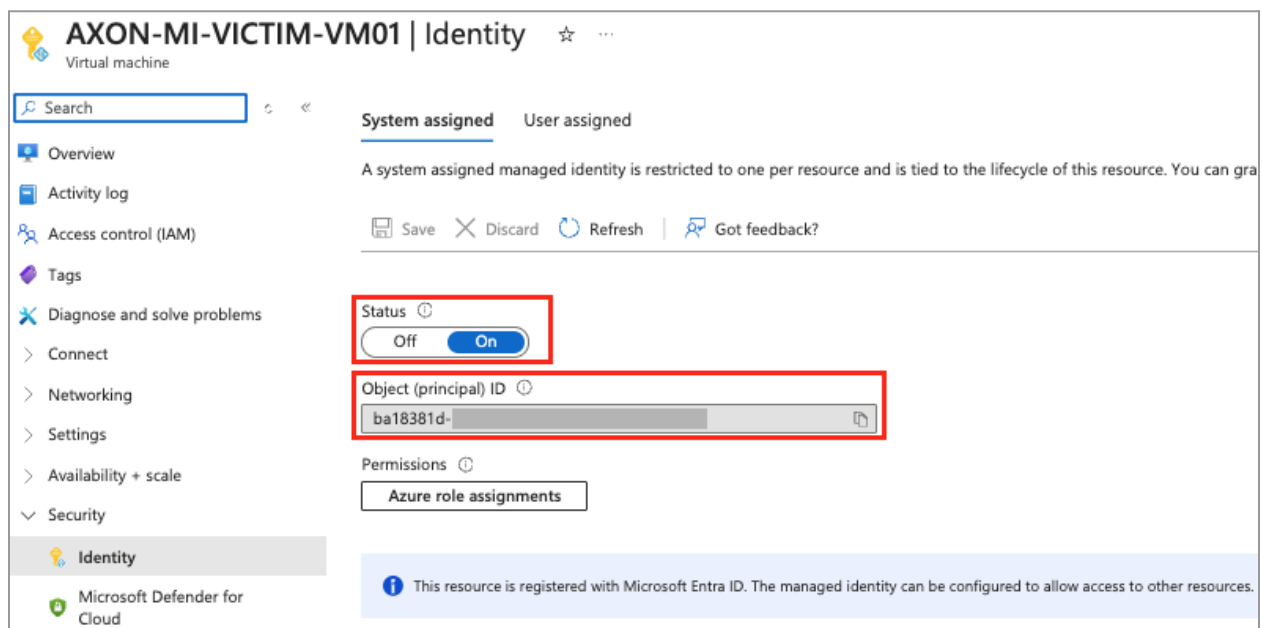 AXON-MI-VICTIM-VM01 | Identity
Virtual machine
Search
Overview
Activity log
Access control (IAM)
Tags
Diagnose and solve problems
Connect
Networking
Settings
Availability + scale
Security
Identity
Microsoft Defender for
Cloud
System assigned
User assigned
A system assigned managed identity is restricted to one per resource and is tied to the lifecycle of this resource. You can gra
Save Discard Refresh Got feedback?
Status
Off On
Object (principal) ID
ba18381d-
Permissions
Azure role assignments
This resource is registered with Microsoft Entra ID. The managed identity can be configured to allow access to other resources.